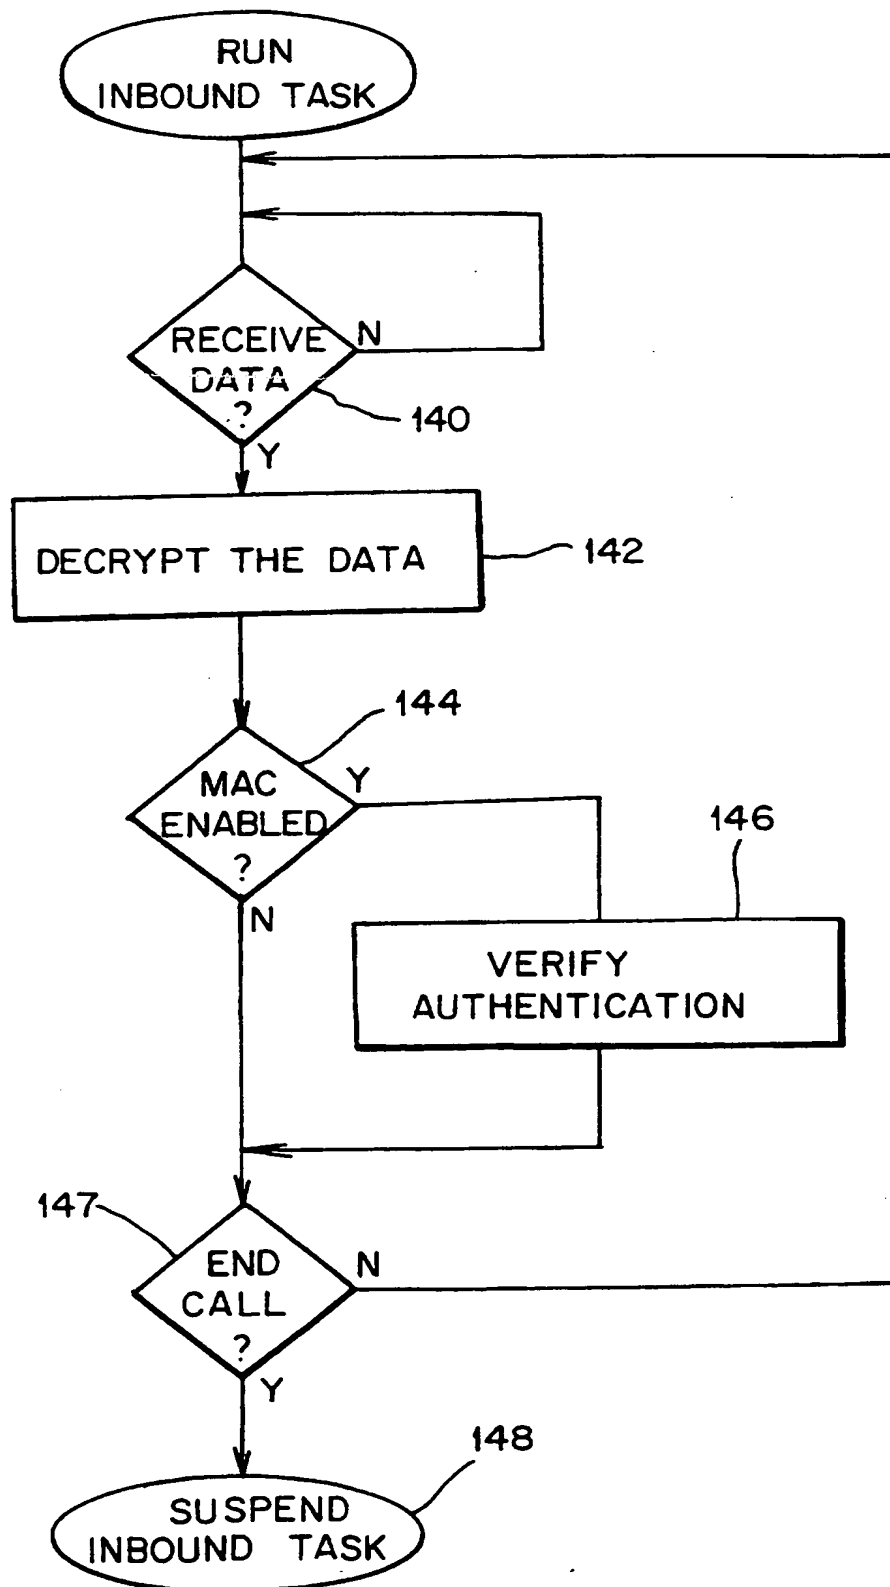 RUN
INBOUND TASK
RECEIVE
DATA
?
N
140
Y
DECRYPT THE DATA
142
144
MAC
ENABLED
?
Y
N
146
VERIFY
AUTHENTICATION
147
END
CALL
?
N
Y
148
SUSPEND
INBOUND TASK